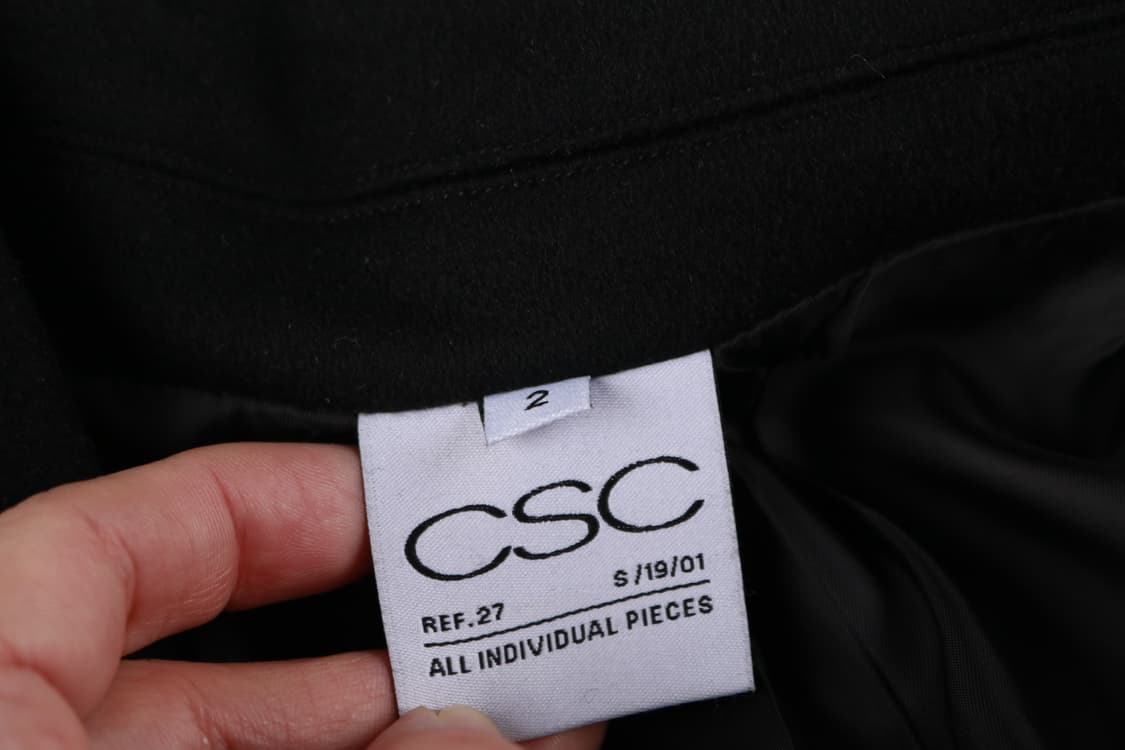 2
CSC
S/19/01
REF.27
ALL INDIVIDUAL PIECES